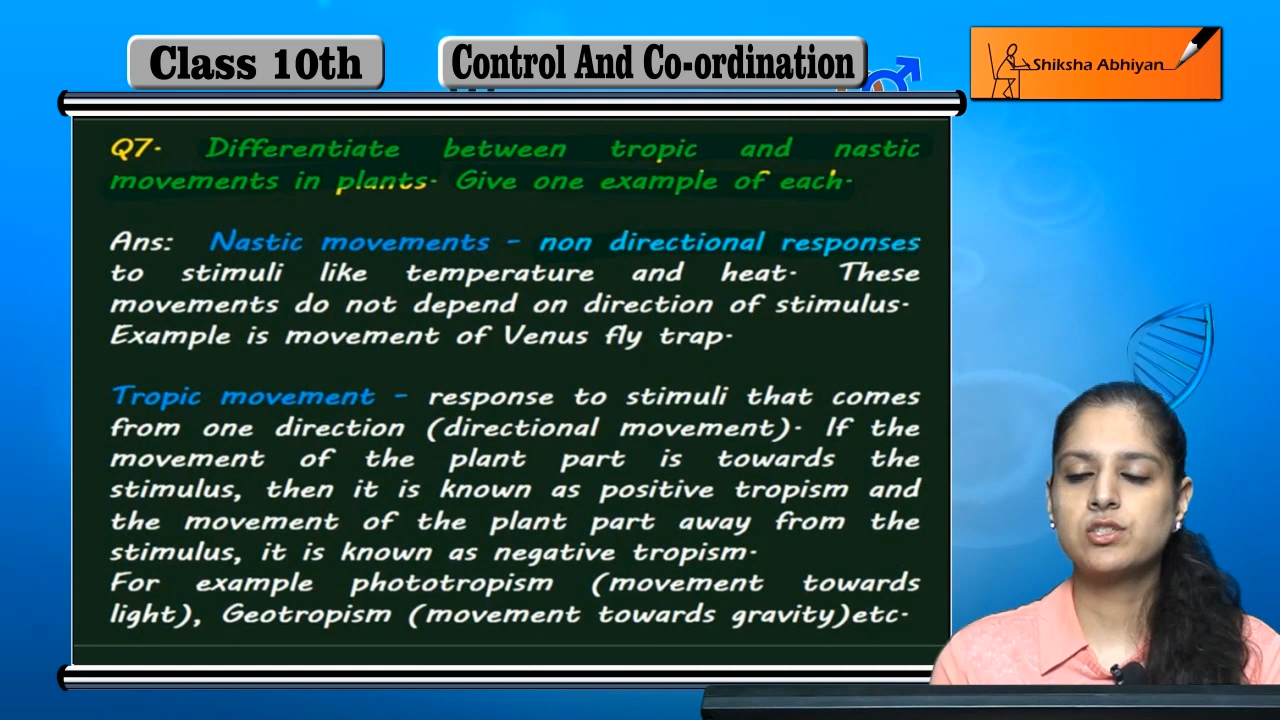 Class 10th
Control And Co-ordination
Shiksha Abhiyan
Q7· Differentiate between tropic and nastic
movements in plants· Give one example of each·
Ans: Nastic movements - non directional responses
to stimuli like temperature and heat· These
movements do not depend on direction of stimulus·
Example is movement of Venus fly trap·
Tropic movement - response to stimuli that comes
from one direction (directional movement)· If the
movement of the plant part is towards the
stimulus, then it is known as positive tropism and
the movement of the plant part away from the
stimulus, it is known as negative tropism·
For example phototropism (movement towards
light), Geotropism (movement towards gravity)etc·